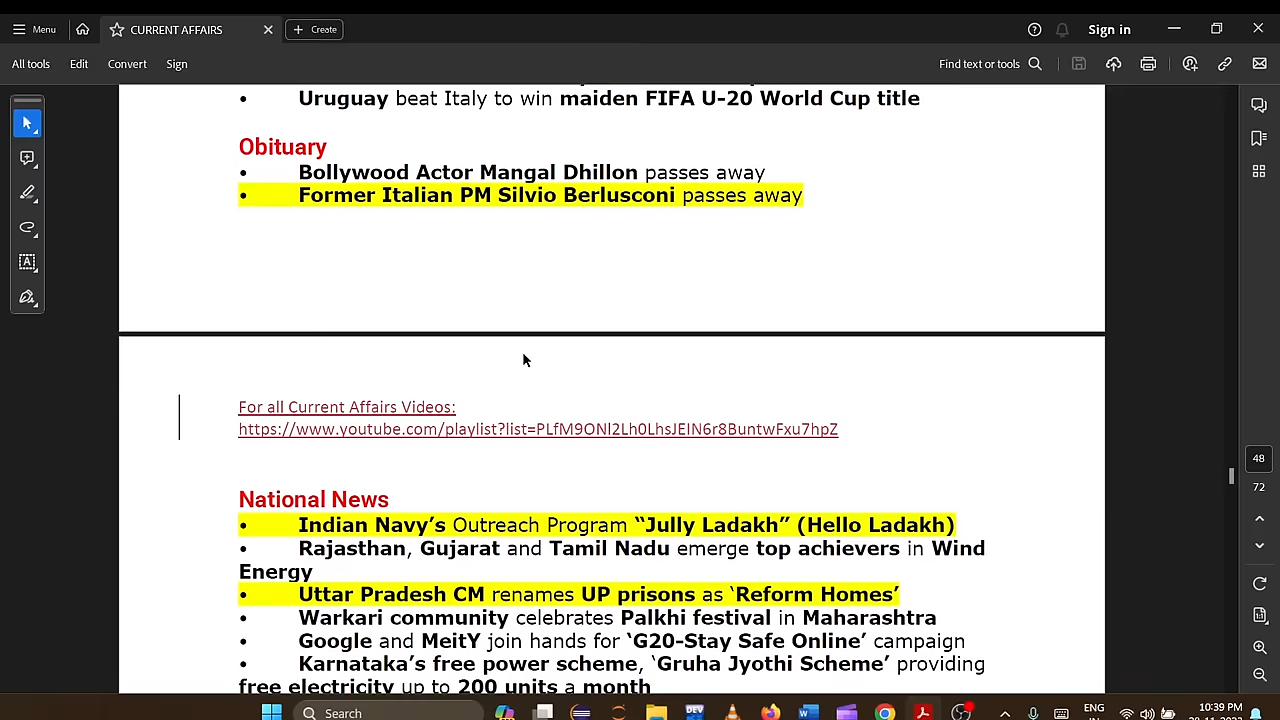 Menu
CURRENT AFFAIRS
Create
Sign in
All tools
Edit
Convert
Sign
Find text or tools
• Uruguay beat Italy to win maiden FIFA U-20 World Cup title
Obituary
• Bollywood Actor Mangal Dhillon passes away
• Former Italian PM Silvio Berlusconi passes away
For all Current Affairs Videos:
https://www.youtube.com/playlist?list=PLfM9ONl2Lh0LhsJEIN6r8BuntwFxu7hpZ
National News
• Indian Navy’s Outreach Program “Jully Ladakh” (Hello Ladakh)
• Rajasthan, Gujarat and Tamil Nadu emerge top achievers in Wind
Energy
• Uttar Pradesh CM renames UP prisons as ‘Reform Homes’
• Warkari community celebrates Palkhi festival in Maharashtra
• Google and MeitY join hands for ‘G20-Stay Safe Online’ campaign
• Karnataka’s free power scheme, ‘Gruha Jyothi Scheme’ providing
free electricity up to 200 units a month
48
72
Search
DEV
ENG
IN
10:39 PM